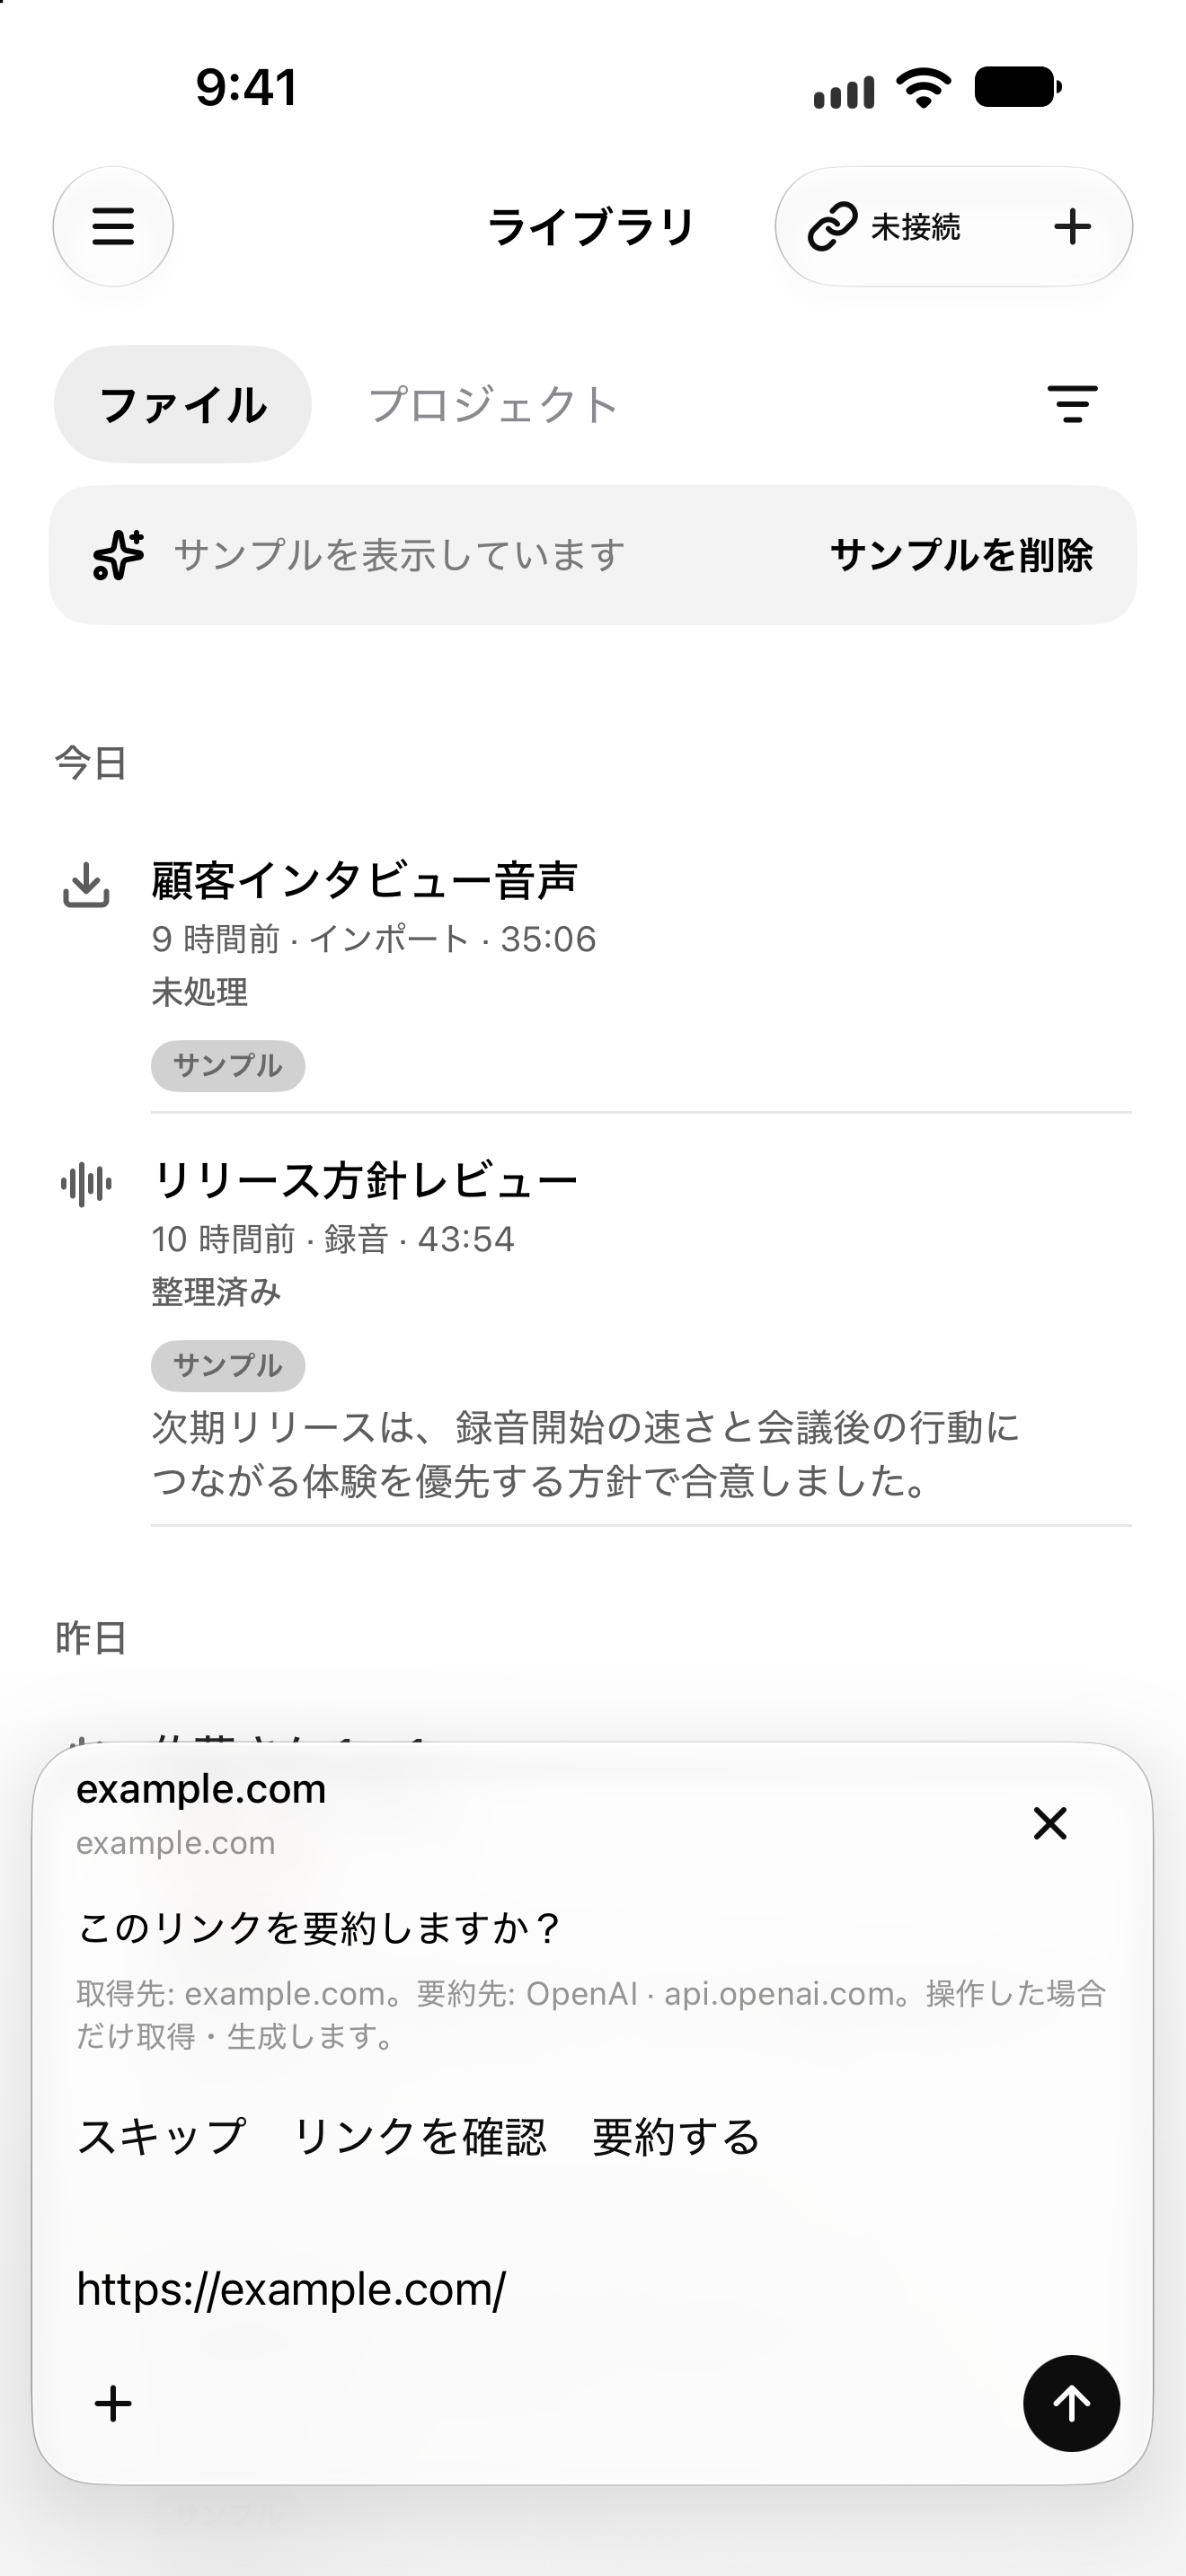 9:41
ライブラリ
未接続
ファイル
プロジェクト
サンプルを表示しています
サンプルを削除
今日
顧客インタビュー音声
9 時間前 · インポート · 35:06
未処理
サンプル
リリース方針レビュー
10 時間前 · 録音 · 43:54
整理済み
サンプル
次期リリースは、録音開始の速さと会議後の行動に
つながる体験を優先する方針で合意しました。
昨日
example.com
example.com
このリンクを要約しますか？
取得先: example.com。要約先: OpenAI · api.openai.com。操作した場合
だけ取得・生成します。
スキップ
リンクを確認
要約する
https://example.com/